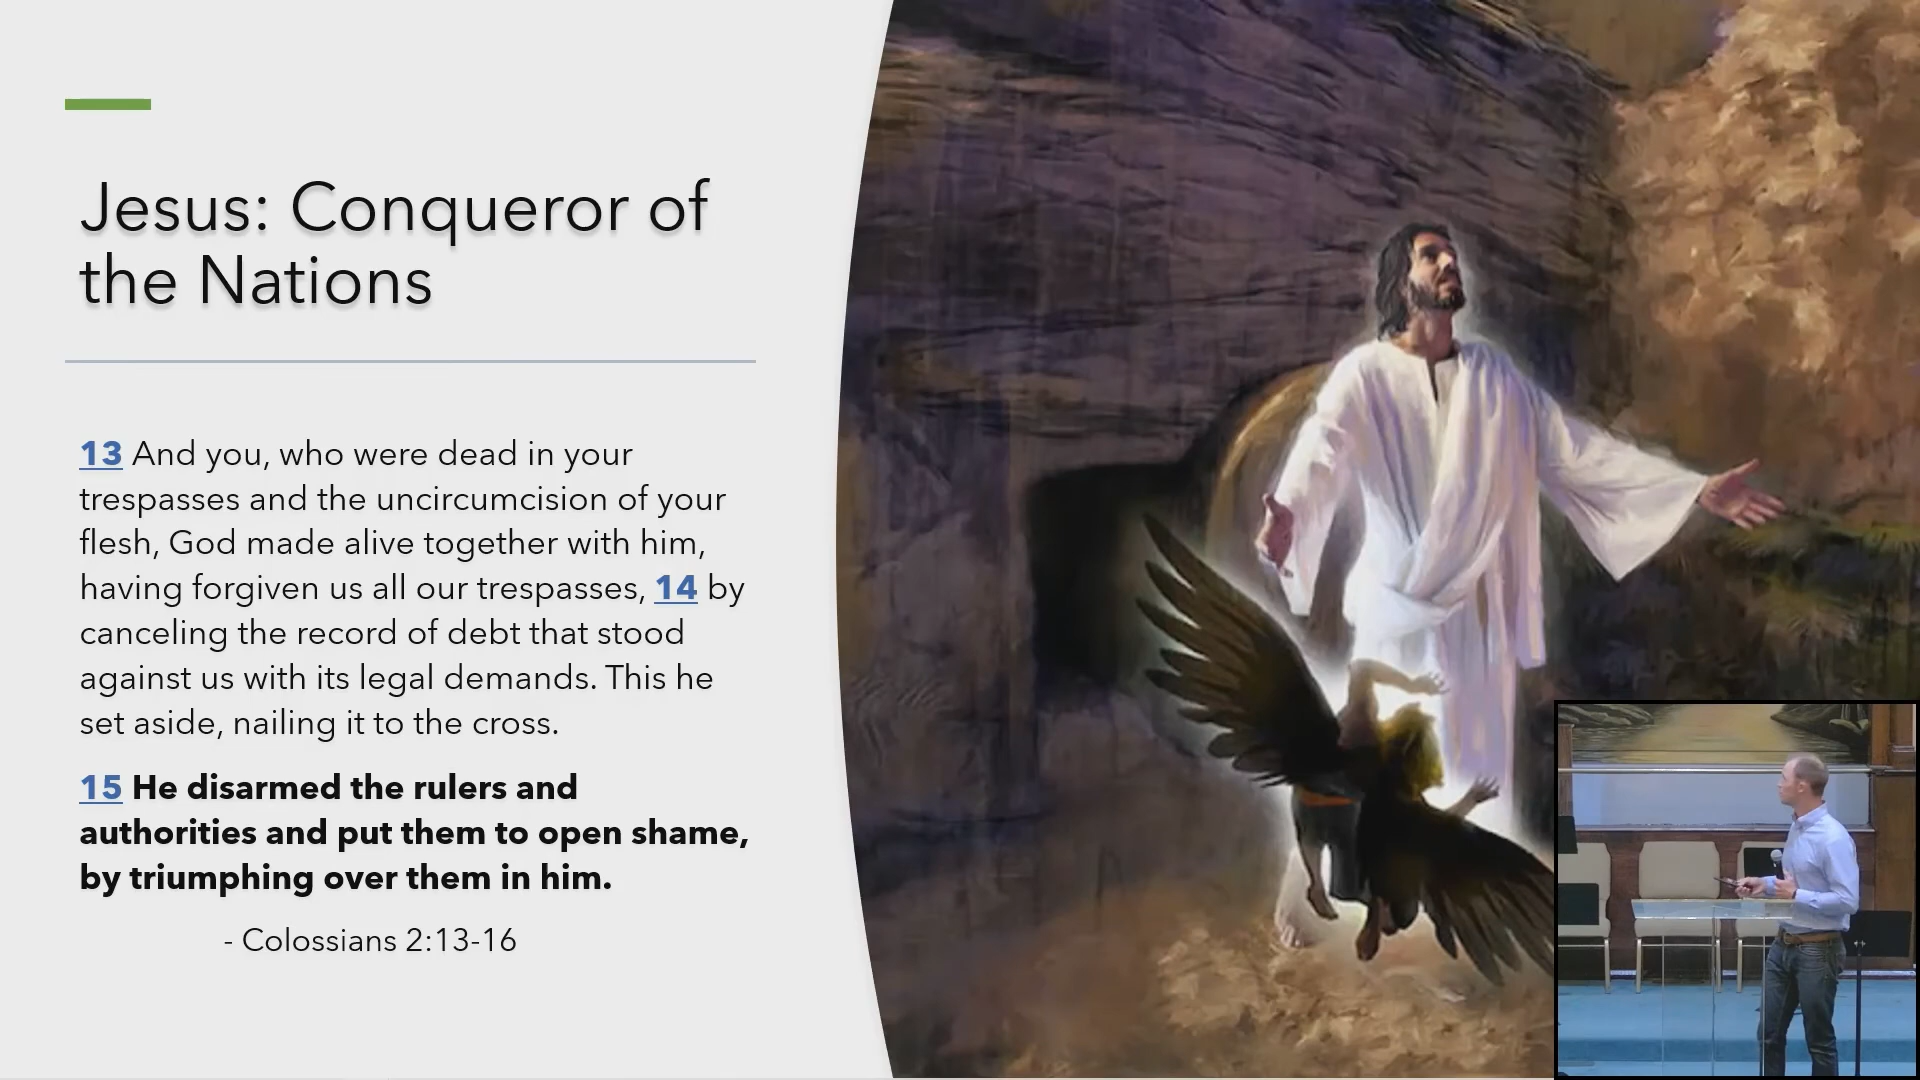 Jesus: Conqueror of
the Nations
13 And you, who were dead in your
trespasses and the uncircumcision of your
flesh, God made alive together with him,
having forgiven us all our trespasses, 14 by
canceling the record of debt that stood
against us with its legal demands. This he
set aside, nailing it to the cross.
15 He disarmed the rulers and
authorities and put them to open shame,
by triumphing over them in him.
- Colossians 2:13-16